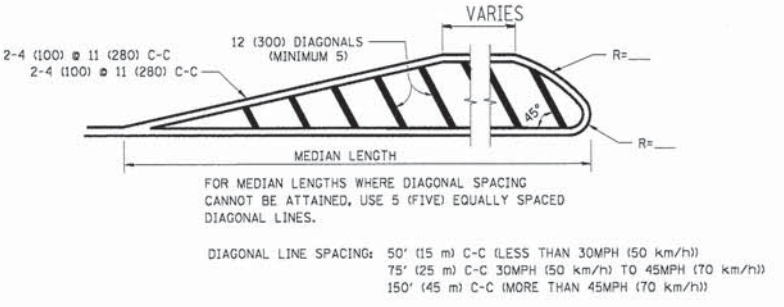 VARIES
12 (300) DIAGONALS
(MINIMUM 5)
2-4 (100) @ 11 (280) C-C
2-4 (100) @ 11 (280) C-C
R=___
45°
R=___
MEDIAN LENGTH
FOR MEDIAN LENGTHS WHERE DIAGONAL SPACING
CANNOT BE ATTAINED, USE 5 (FIVE) EQUALLY SPACED
DIAGONAL LINES.
DIAGONAL LINE SPACING: 50' (15 m) C-C (LESS THAN 30MPH (50 km/h))
75' (25 m) C-C 30MPH (50 km/h) TO 45MPH (70 km/h))
150' (45 m) C-C (MORE THAN 45MPH (70 km/h))